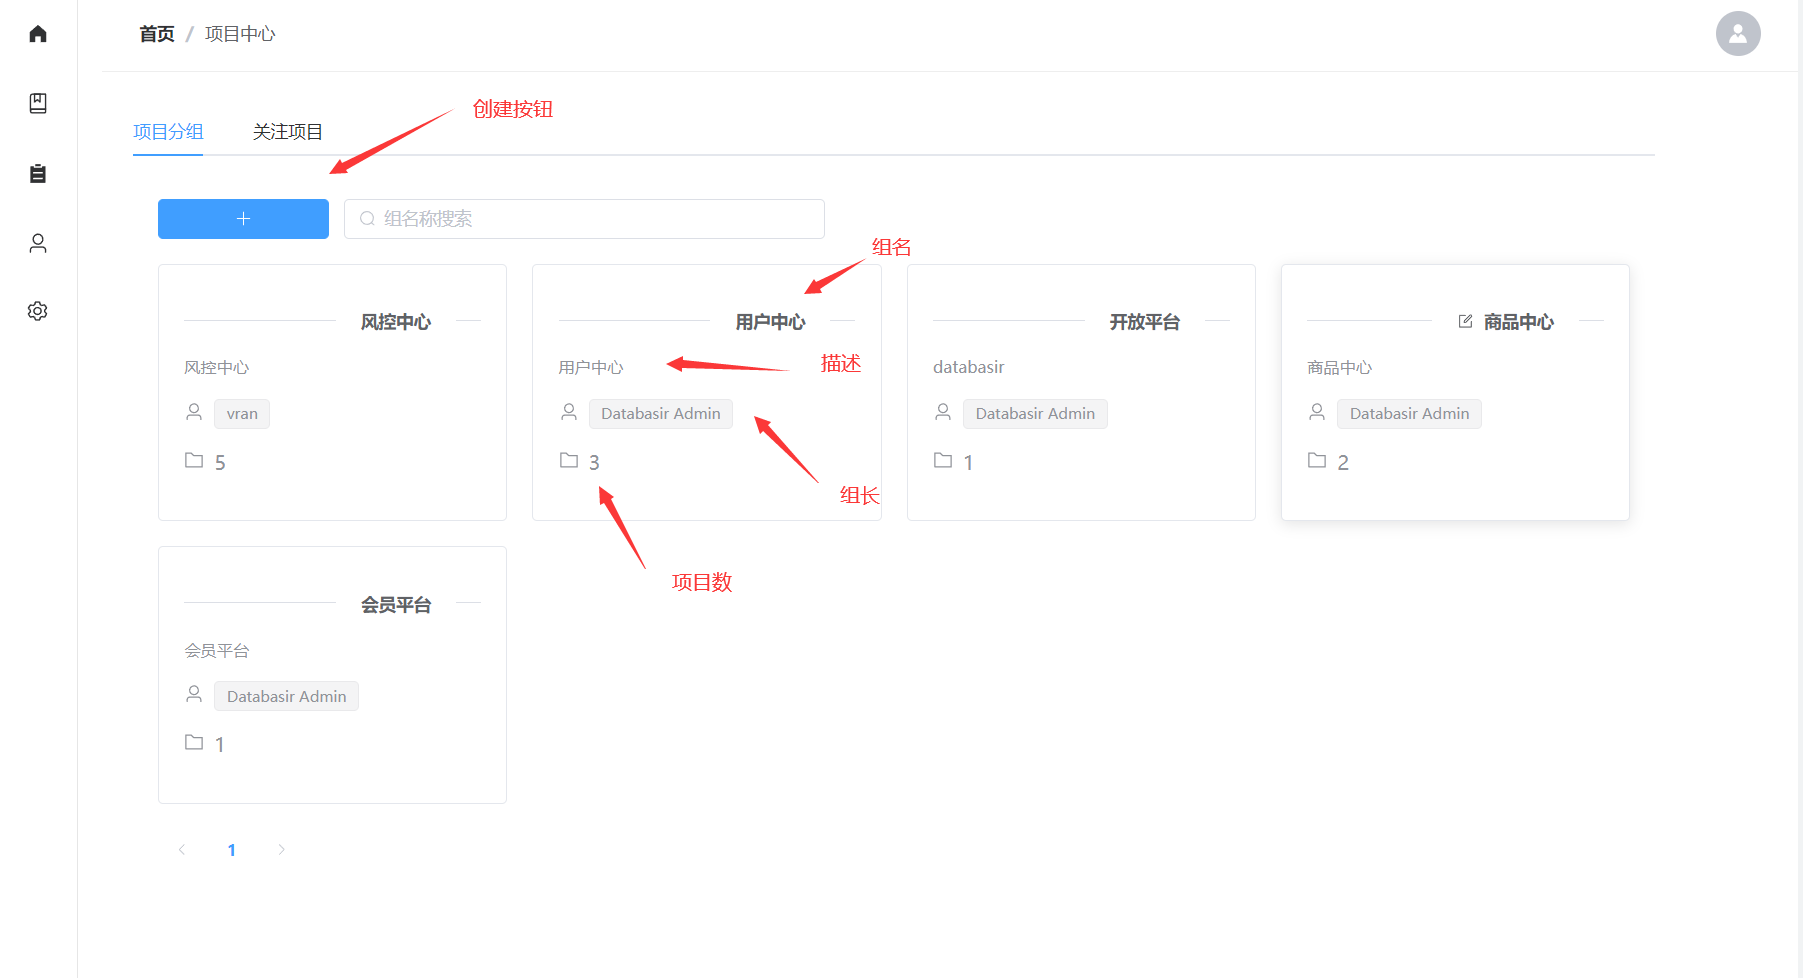 首页 / 项目中心
创建按钮
项目分组 关注项目
+ 组名称搜索
组名
风控中心
风控中心
vran
5
用户中心
用户中心
描述
Databasir Admin
3
组长
项目数
开放平台
databasir
Databasir Admin
1
商品中心
商品中心
Databasir Admin
2
会员平台
会员平台
Databasir Admin
1
1